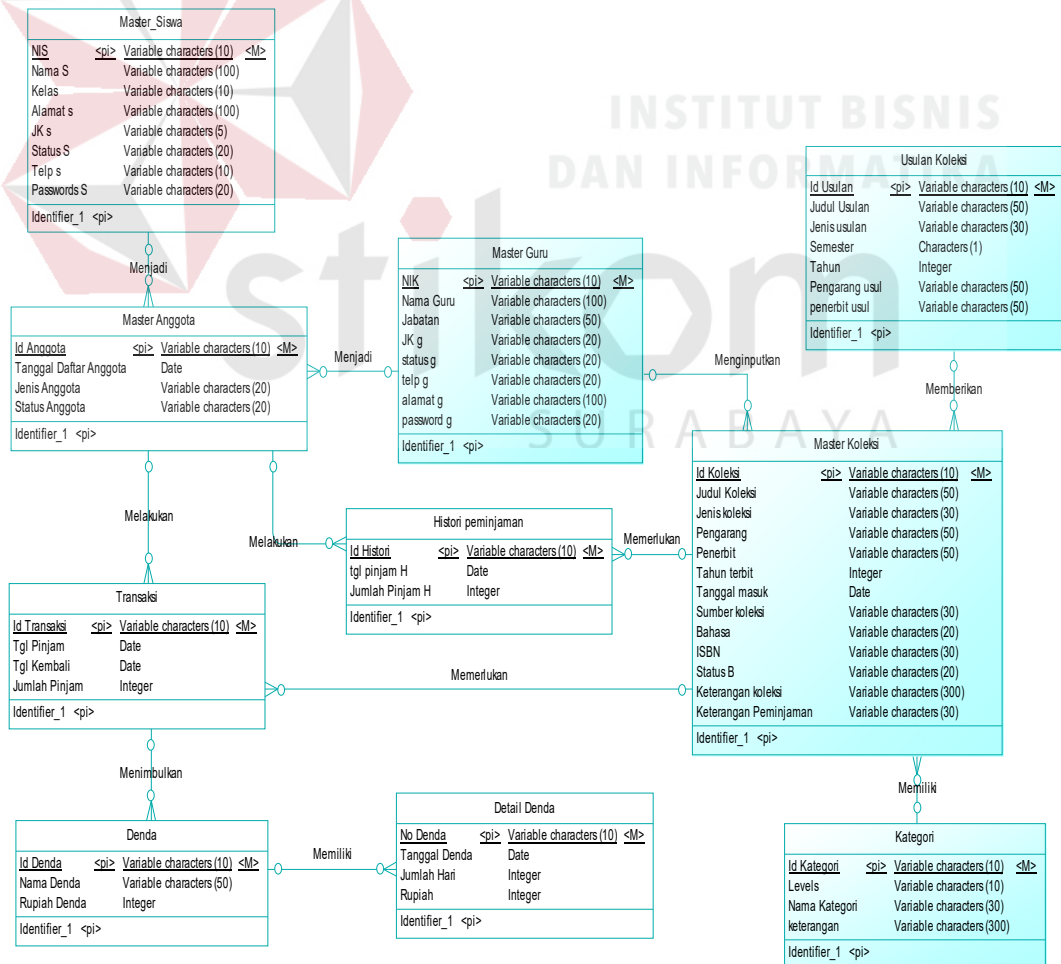 INSTITUT BISNIS
DAN INFORMATIKA
stikom
SURABAYA
Master_Siswa
NIS <pi> Variable characters (10) <M>
Nama S Variable characters (100)
Kelas Variable characters (10)
Alamat s Variable characters (100)
JK s Variable characters (5)
Status S Variable characters (20)
Telp s Variable characters (10)
Passwords S Variable characters (20)
Identifier_1 <pi>
Menjadi
Usulan Koleksi
Id Usulan <pi> Variable characters (10) <M>
Judul Usulan Variable characters (50)
Jenis usulan Variable characters (30)
Semester Characters (1)
Tahun Integer
Pengarang usul Variable characters (50)
penerbit usul Variable characters (50)
Identifier_1 <pi>
Master Guru
NIK <pi> Variable characters (10) <M>
Nama Guru Variable characters (100)
Jabatan Variable characters (50)
JK g Variable characters (20)
status g Variable characters (20)
telp g Variable characters (20)
alamat g Variable characters (100)
password g Variable characters (20)
Identifier_1 <pi>
Master Anggota
Id Anggota <pi> Variable characters (10) <M>
Tanggal Daftar Anggota Date
Jenis Anggota Variable characters (20)
Status Anggota Variable characters (20)
Identifier_1 <pi>
Menjadi
Menginputkan
Memberikan
Master Koleksi
Id Koleksi <pi> Variable characters (10) <M>
Judul Koleksi Variable characters (50)
Jenis koleksi Variable characters (30)
Pengarang Variable characters (50)
Penerbit Variable characters (50)
Tahun terbit Integer
Tanggal masuk Date
Sumber koleksi Variable characters (30)
Bahasa Variable characters (20)
ISBN Variable characters (30)
Status B Variable characters (20)
Keterangan koleksi Variable characters (300)
Keterangan Peminjaman Variable characters (30)
Identifier_1 <pi>
Melakukan
Melakukan
Histori peminjaman
Id Histori <pi> Variable characters (10) <M>
tgl pinjam H Date
Jumlah Pinjam H Integer
Identifier_1 <pi>
Memerlukan
Transaksi
Id Transaksi <pi> Variable characters (10) <M>
Tgl Pinjam Date
Tgl Kembali Date
Jumlah Pinjam Integer
Identifier_1 <pi>
Memerlukan
Menimbulkan
Memiliki
Denda
Id Denda <pi> Variable characters (10) <M>
Nama Denda Variable characters (50)
Rupiah Denda Integer
Identifier_1 <pi>
Memiliki
Detail Denda
No Denda <pi> Variable characters (10) <M>
Tanggal Denda Date
Jumlah Hari Integer
Rupiah Integer
Identifier_1 <pi>
Kategori
Id Kategori <pi> Variable characters (10) <M>
Levels Variable characters (10)
Nama Kategori Variable characters (30)
keterangan Variable characters (300)
Identifier_1 <pi>